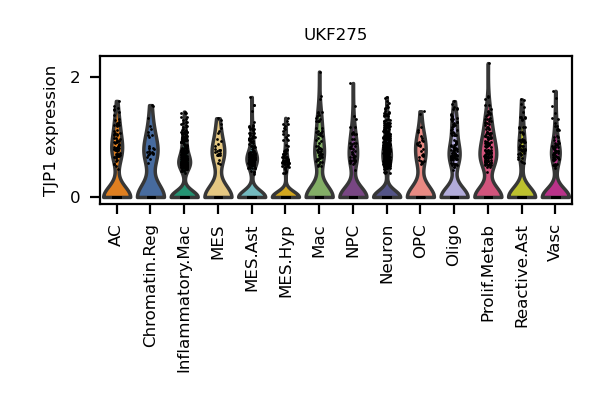 UKF275
TJP1 expression
2
0
AC
Chromatin.Reg
Inflammatory.Mac
MES
MES.Ast
MES.Hyp
Mac
NPC
Neuron
OPC
Oligo
Prolif.Metab
Reactive.Ast
Vasc